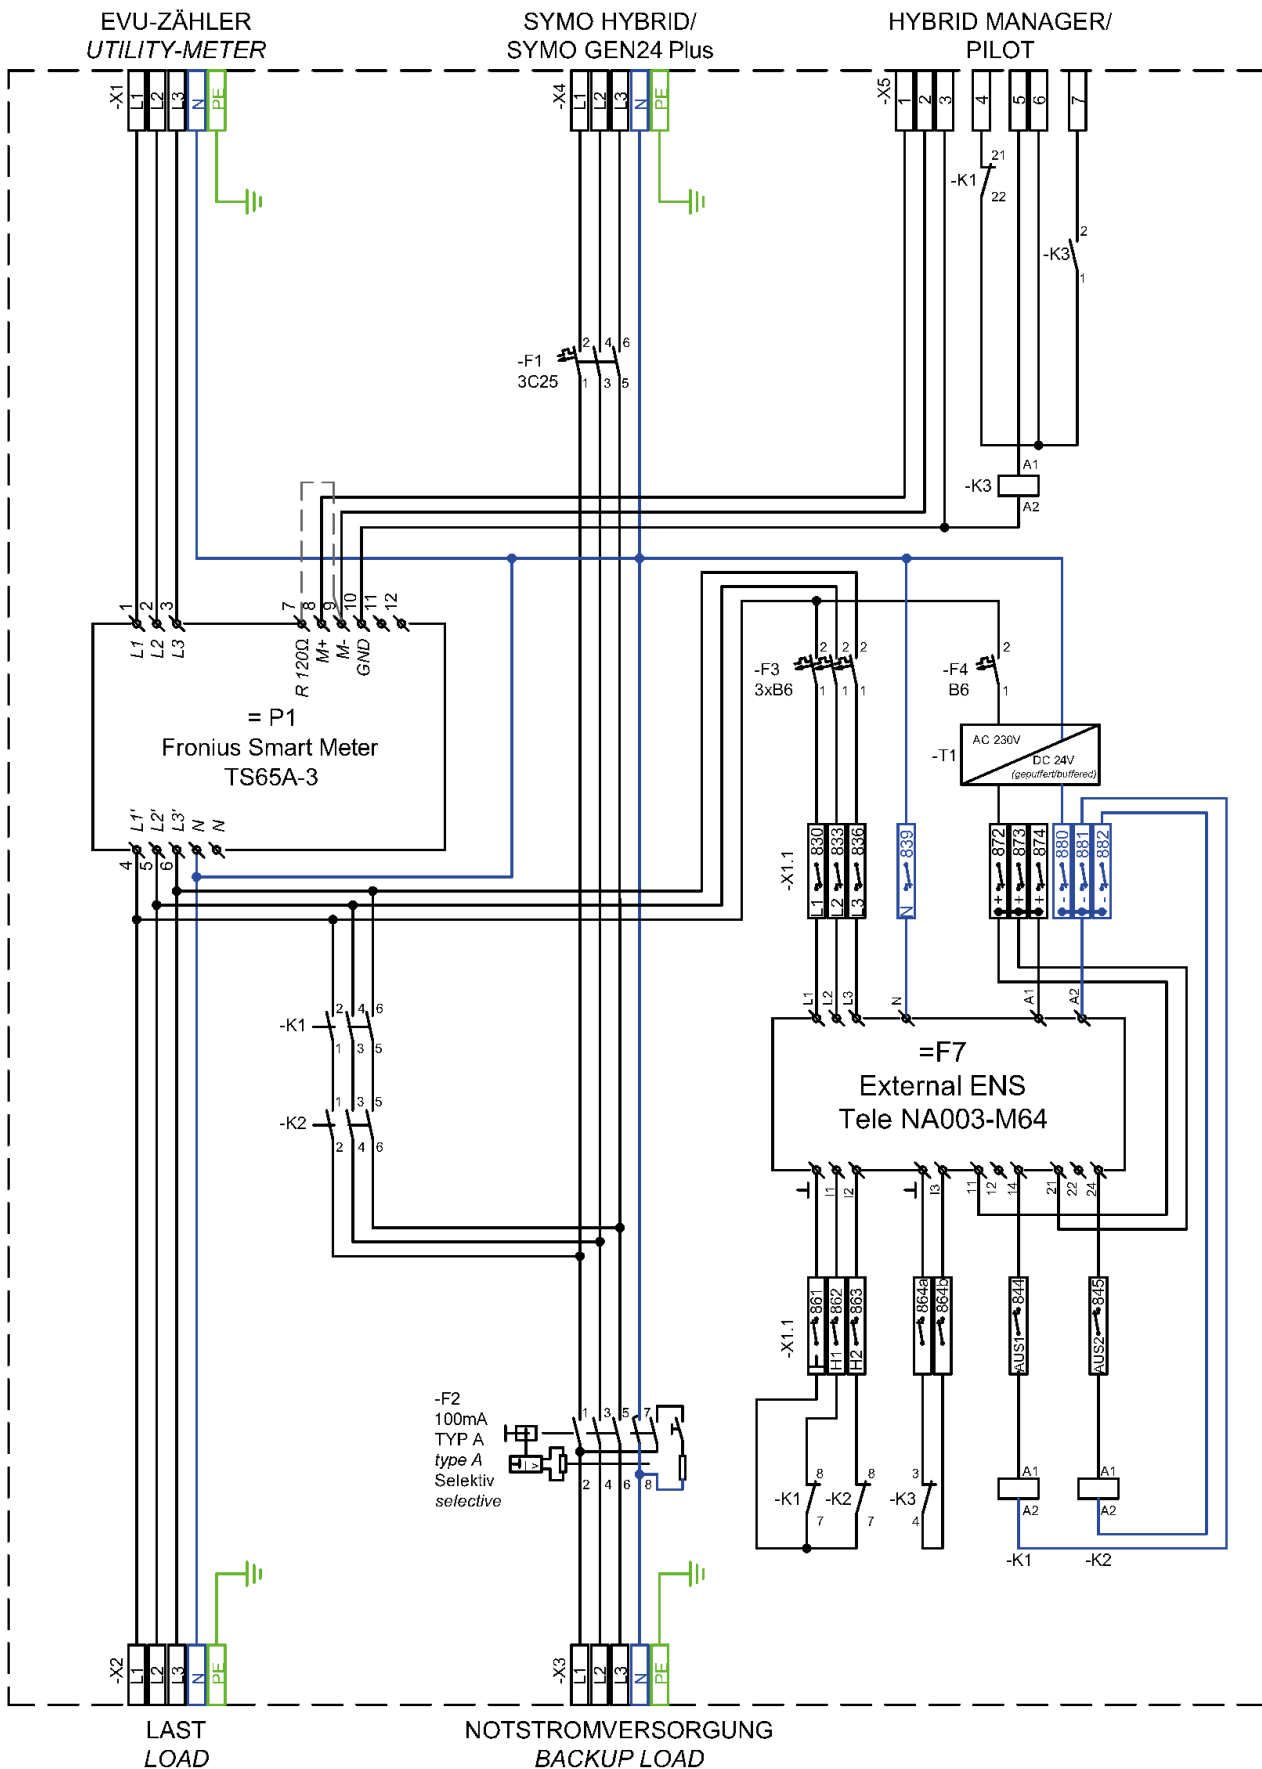 EVU-ZÄHLER
UTILITY-METER
SYMO HYBRID/
SYMO GEN24 Plus
HYBRID MANAGER/
PILOT
-X1
L1
L2
L3
N
PE
-X4
L1
L2
L3
N
PE
-X5
1
2
3
4
5
6
7
-K1
21
22
-K3
2
1
-F1
3C25
2
4
6
1
3
5
-K3
A1
A2
1
2
3
7
8
9
10
11
12
L1
L2
L3
R 120Ω
M+
M-
GND
= P1
Fronius Smart Meter
TS65A-3
L1'
L2'
L3'
N
N
4
5
6
-F3
3xB6
2
2
2
1
1
1
-F4
B6
2
1
-T1
AC 230V
DC 24V
(gepuffert/buffered)
-X1.1
830
833
836
L1
L2
L3
839
N
872
873
874
+
+
+
880
881
882
-
-
-
-K1
2
4
6
1
3
5
-K2
1
3
5
2
4
6
L1
L2
L3
N
A1
A2
=F7
External ENS
Tele NA003-M64
I1
I2
I3
11
12
14
21
22
24
-X1.1
861
862
863
H1
H2
864a
864b
844
AUS1
845
AUS2
-F2
100mA
TYP A
type A
Selektiv
selective
1
3
5
7
2
4
6
8
I >
-K1
8
7
-K2
8
7
-K3
3
4
A1
A2
-K1
A1
A2
-K2
-X2
L1
L2
L3
N
PE
-X3
L1
L2
L3
N
PE
LAST
LOAD
NOTSTROMVERSORGUNG
BACKUP LOAD